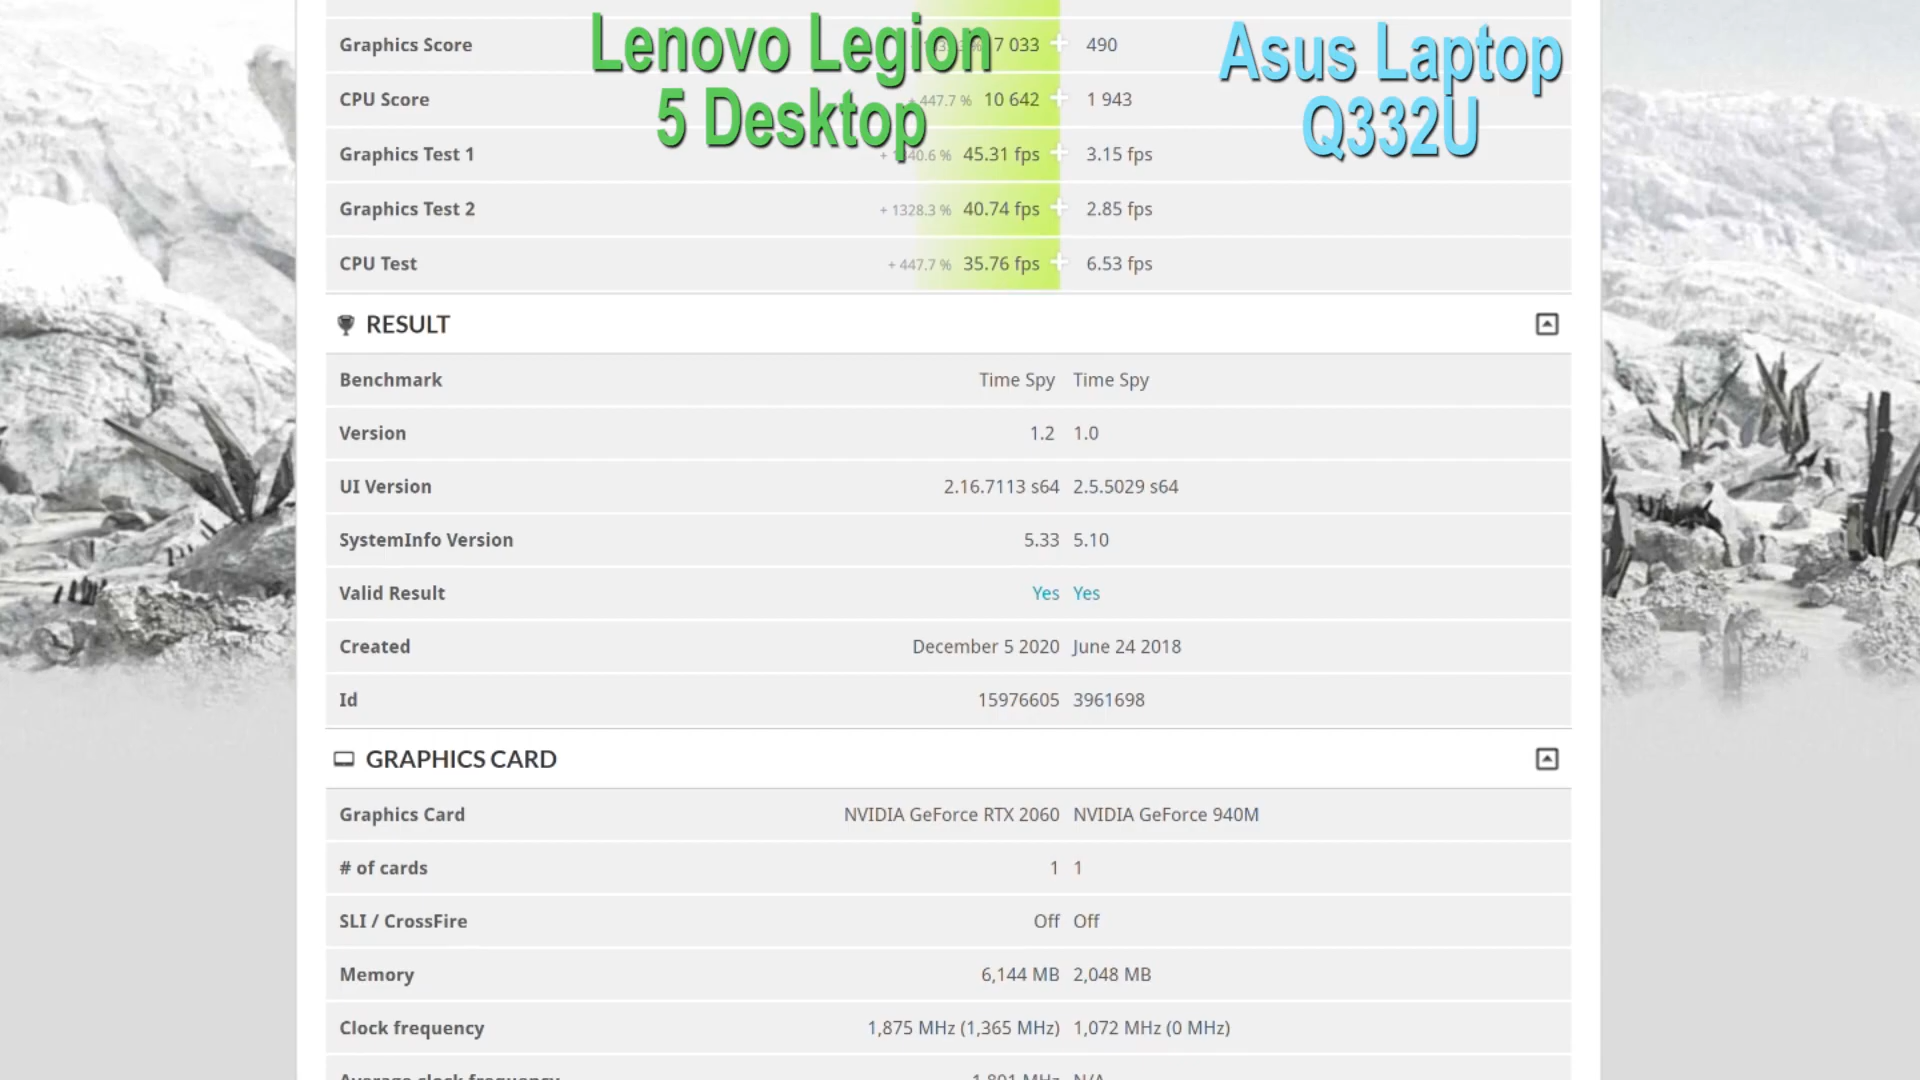 Lenovo Legion
5 Desktop
Asus Laptop
Q332U
Graphics Score 7 033 490
CPU Score 447.7 % 10 642 1 943
Graphics Test 1 45.31 fps 3.15 fps
Graphics Test 2 + 1328.3 % 40.74 fps 2.85 fps
CPU Test + 447.7 % 35.76 fps 6.53 fps
RESULT
Benchmark Time Spy Time Spy
Version 1.2 1.0
UI Version 2.16.7113 s64 2.5.5029 s64
SystemInfo Version 5.33 5.10
Valid Result Yes Yes
Created December 5 2020 June 24 2018
Id 15976605 3961698
GRAPHICS CARD
Graphics Card NVIDIA GeForce RTX 2060 NVIDIA GeForce 940M
# of cards 1 1
SLI / CrossFire Off Off
Memory 6,144 MB 2,048 MB
Clock frequency 1,875 MHz (1,365 MHz) 1,072 MHz (0 MHz)
Average clock frequency 1,801 MHz N/A